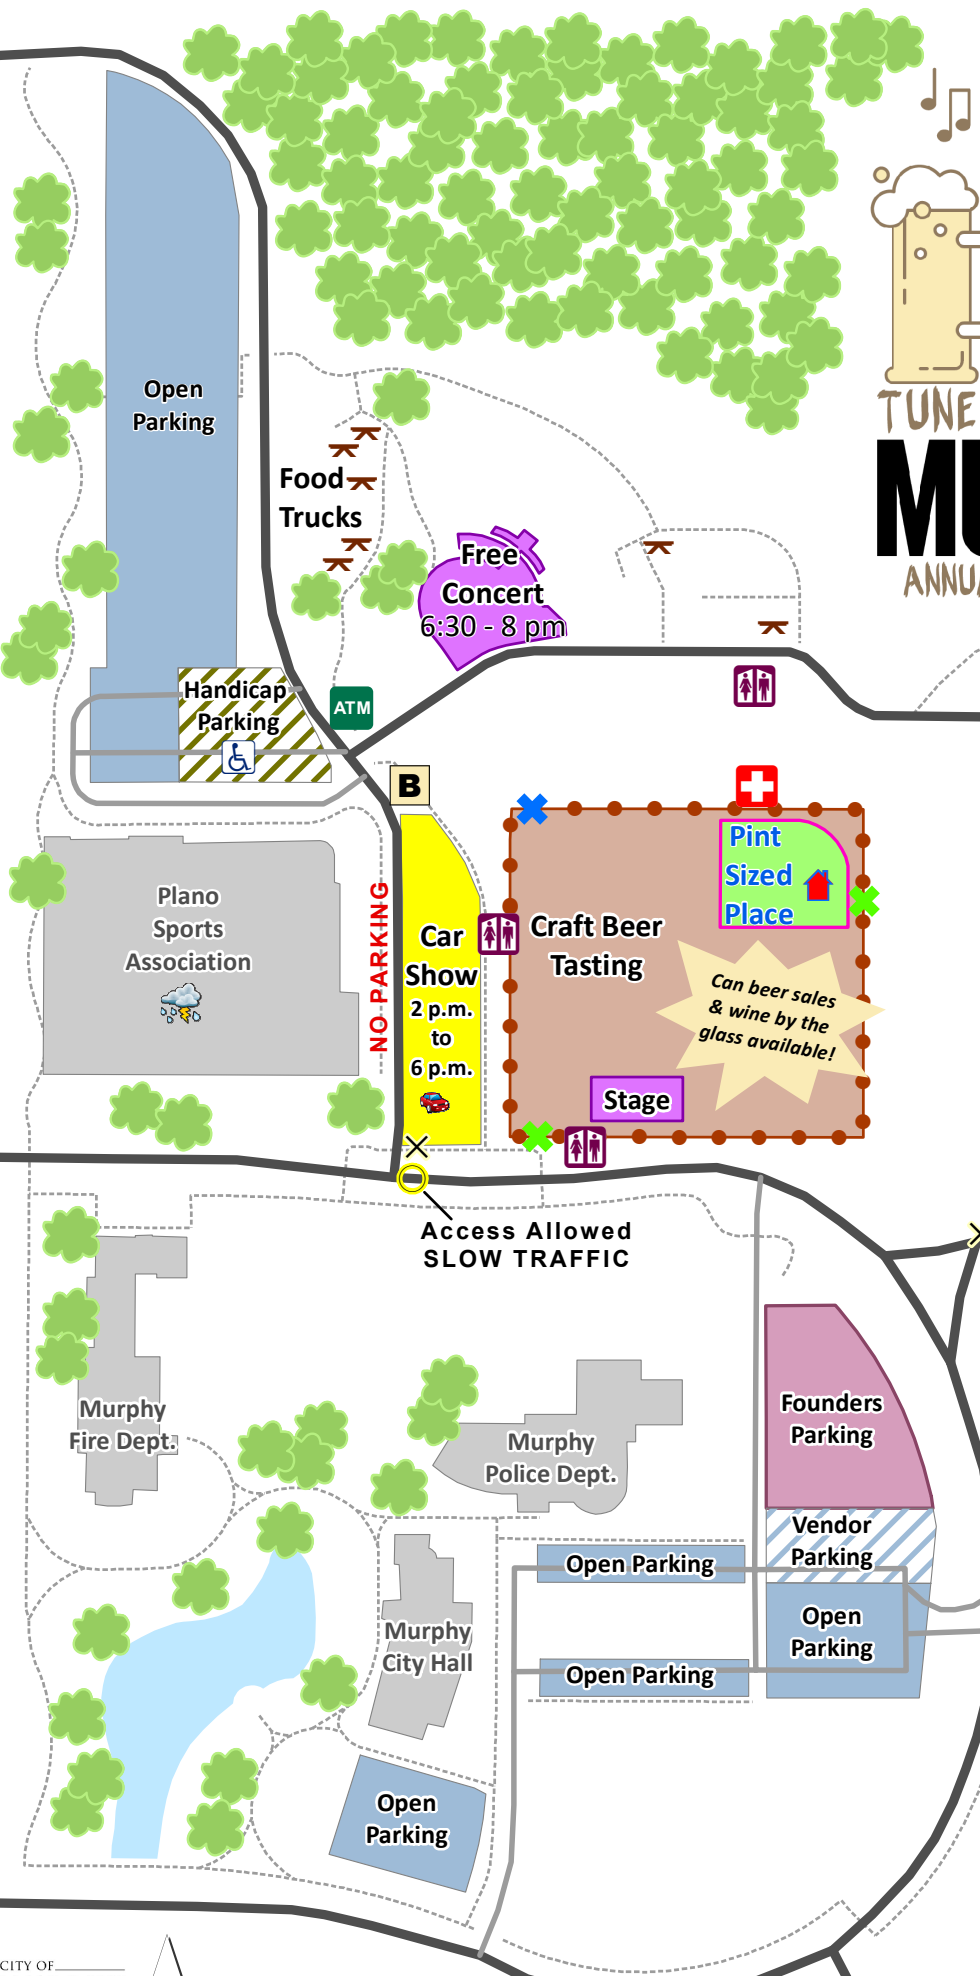 TUNE
MU
ANNUA
Open
Parking
Food
Trucks
Free
Concert
6:30 - 8 pm
Handicap
Parking
ATM
B
Pint
Sized
Place
Plano
Sports
Association
NO PARKING
Car
Show
2 p.m.
to
6 p.m.
Craft Beer
Tasting
Can beer sales
& wine by the
glass available!
Stage
Access Allowed
SLOW TRAFFIC
Murphy
Fire Dept.
Murphy
Police Dept.
Founders
Parking
Vendor
Parking
Open Parking
Open
Parking
Murphy
City Hall
Open Parking
Open
Parking
CITY OF